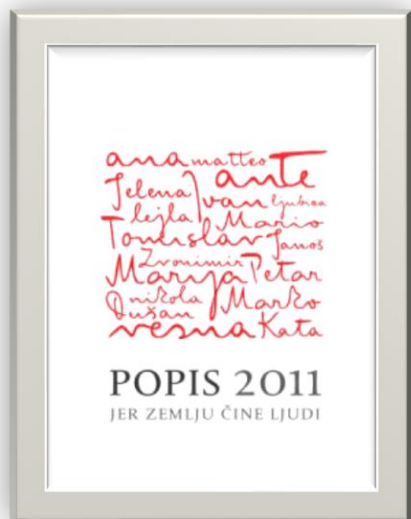 ana matteo
Jelena Ivan ante
ljubica
lejla Mario
Tomislav Janoš
Zvonimir
Marija Petar
nikola Marko
Dušan
vesna Kata
POPIS 2011
JER ZEMLJU ČINE LJUDI